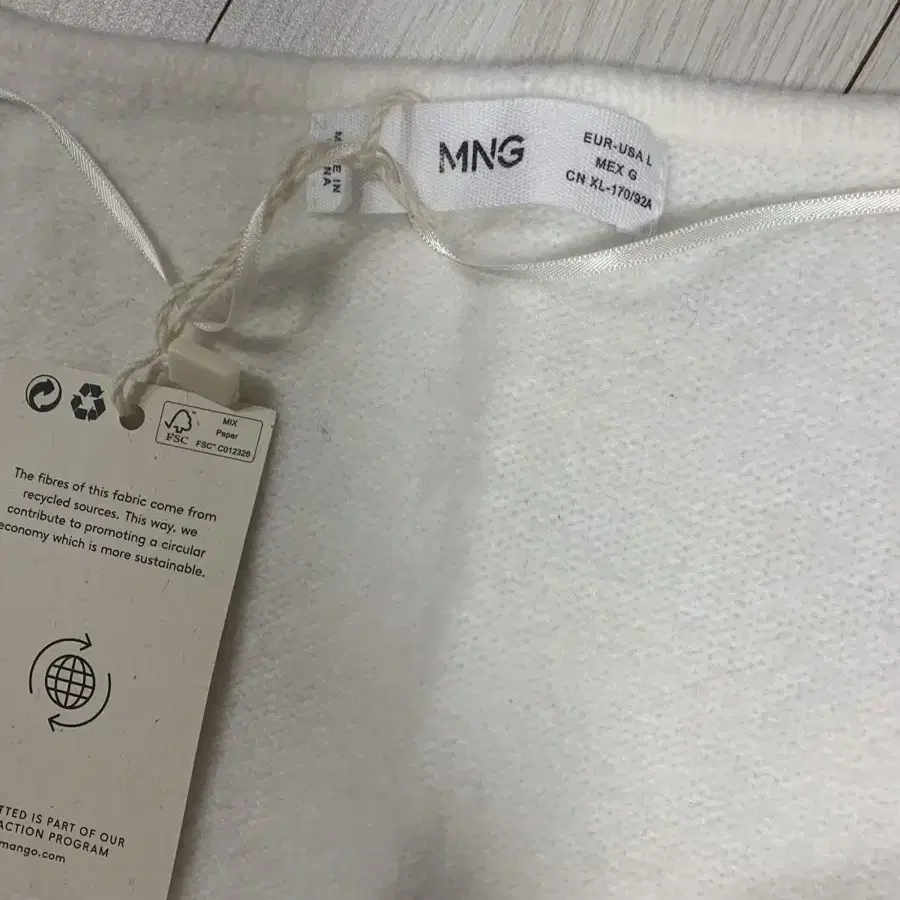 MNG
EUR-USA L
MEX G
CN XL-170/92A
IN
MIX
Paper
FSC
FSC® C012326
The fibres of this fabric come from
recycled sources. This way, we
contribute to promoting a circular
economy which is more sustainable.
IS PART OF OUR
ACTION PROGRAM
mango.com